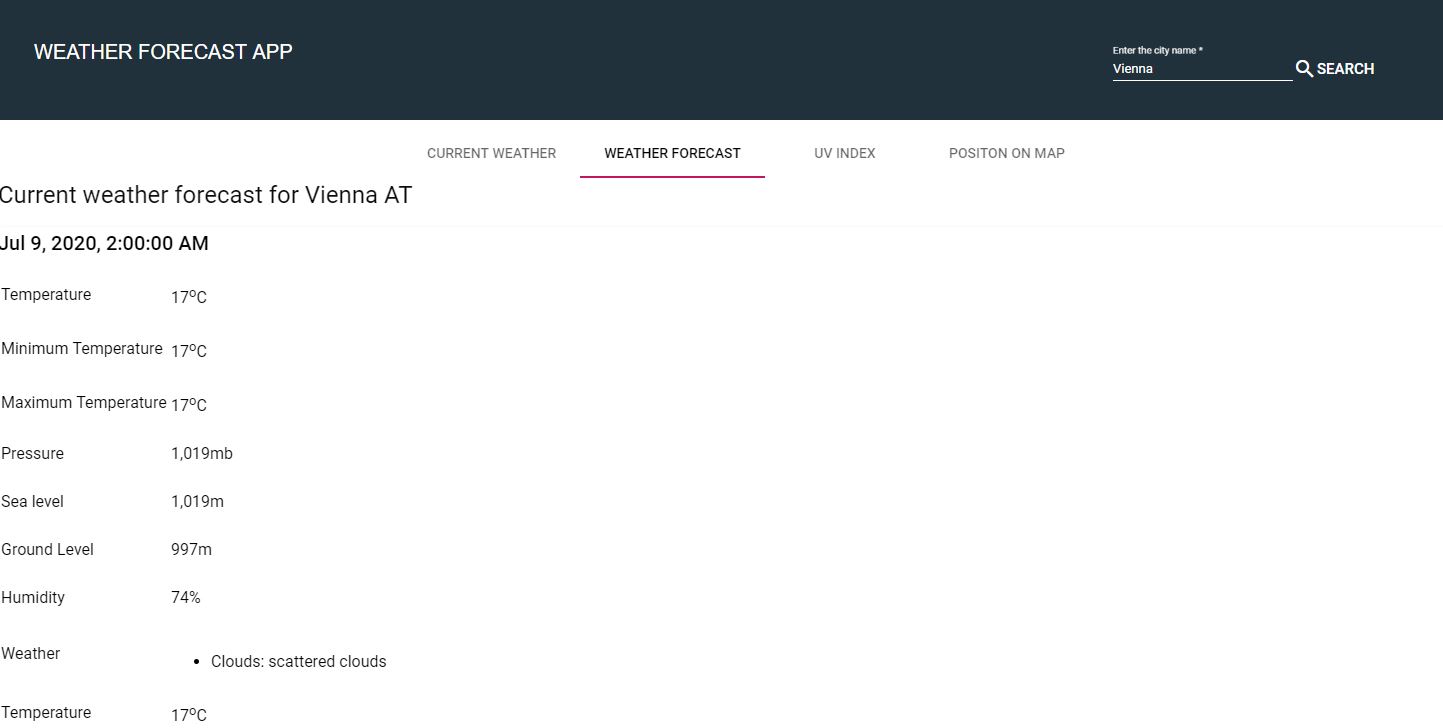 WEATHER FORECAST APP
Enter the city name *
Vienna
SEARCH
CURRENT WEATHER WEATHER FORECAST UV INDEX POSITON ON MAP
Current weather forecast for Vienna AT
Jul 9, 2020, 2:00:00 AM
Temperature 17ºC
Minimum Temperature 17ºC
Maximum Temperature 17ºC
Pressure 1,019mb
Sea level 1,019m
Ground Level 997m
Humidity 74%
Weather
• Clouds: scattered clouds
Temperature 17ºC